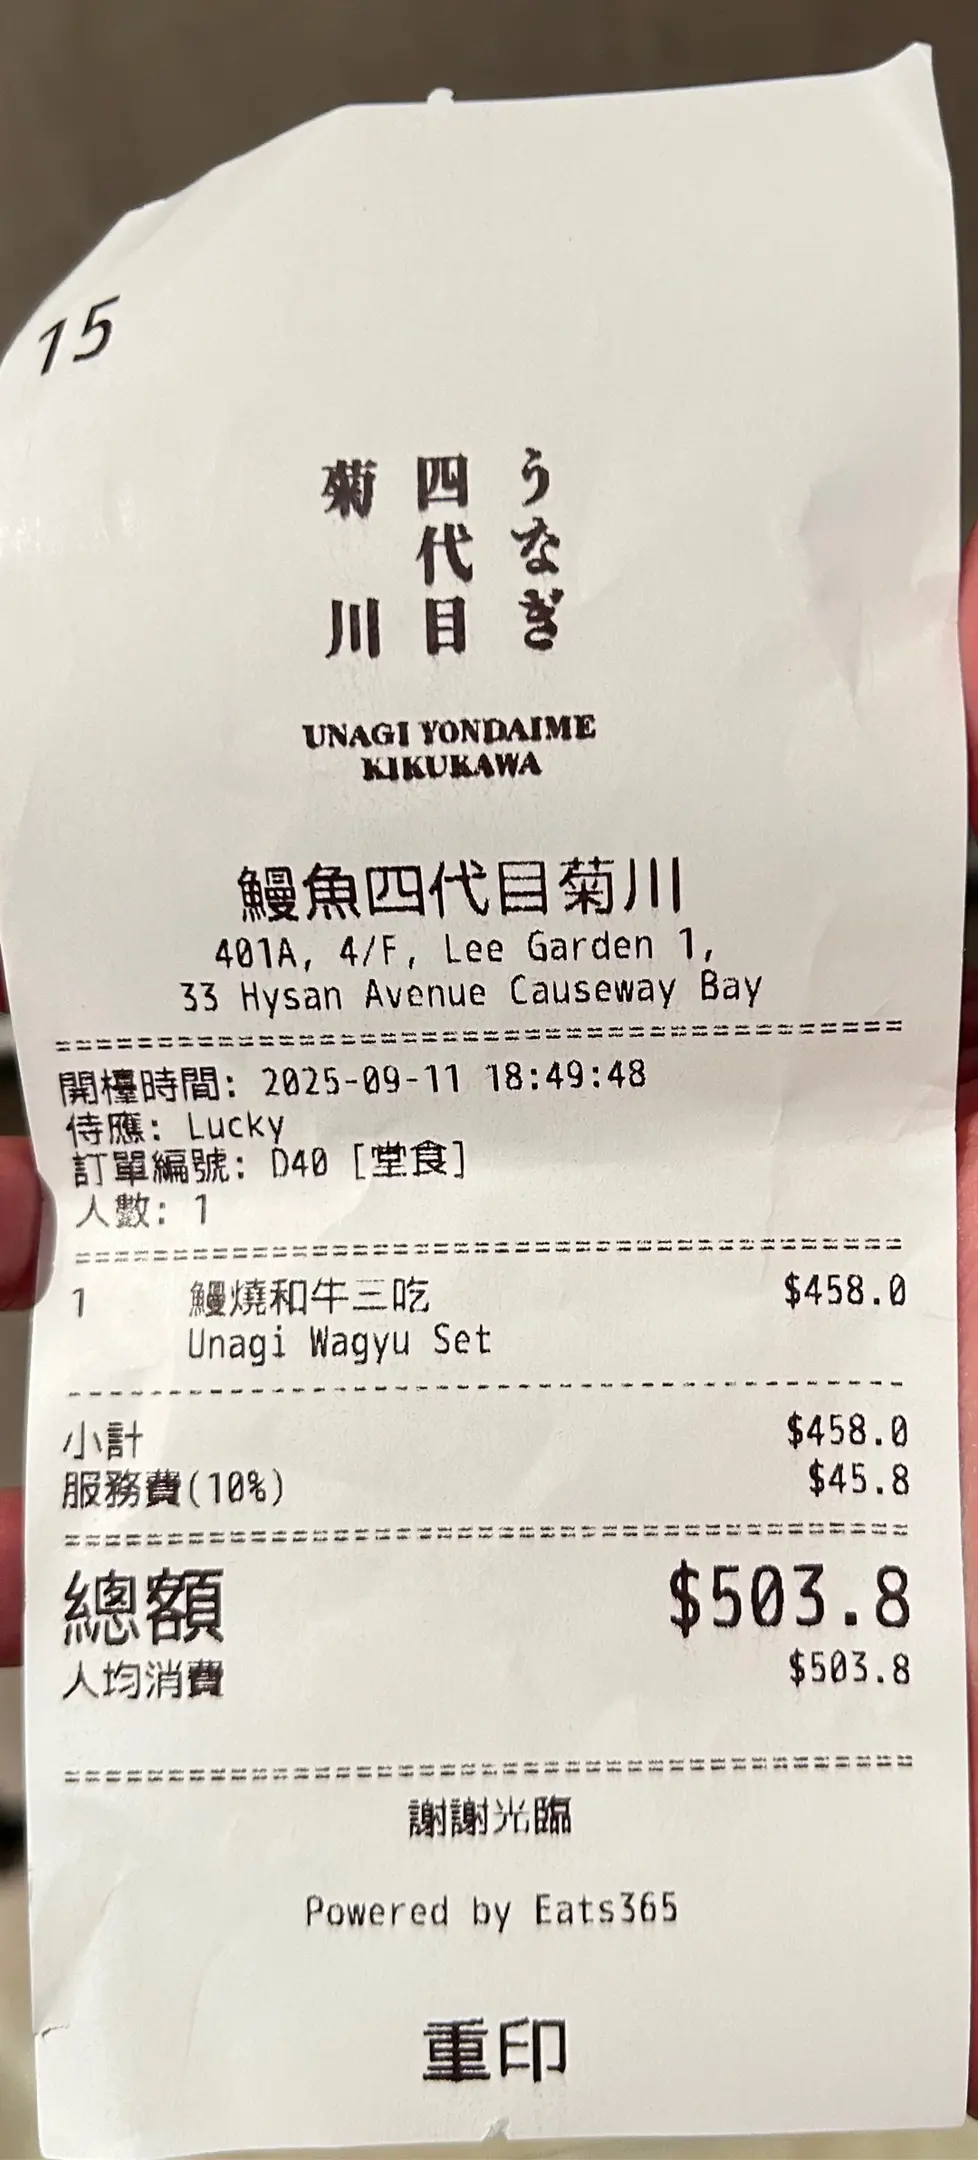 15
うなぎ
四代目
菊川
UNAGI YONDAIME
KIKUKAWA
鰻魚四代目菊川
401A, 4/F, Lee Garden 1,
33 Hysan Avenue Causeway Bay
開檯時間: 2025-09-11 18:49:48
侍應: Lucky
訂單編號: D40 [堂食]
人數: 1
1 鰻燒和牛三吃 $458.0
Unagi Wagyu Set
小計 $458.0
服務費(10%) $45.8
總額 $503.8
人均消費 $503.8
謝謝光臨
Powered by Eats365
重印